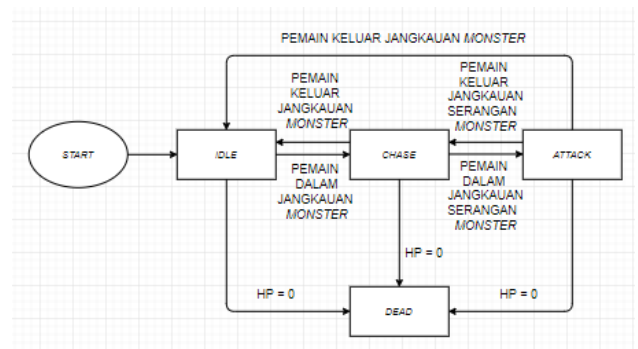 PEMAIN KELUAR JANGKAUAN MONSTER
PEMAIN
KELUAR
JANGKAUAN
MONSTER
PEMAIN
KELUAR
JANGKAUAN
SERANGAN
MONSTER
START
IDLE
CHASE
ATTACK
PEMAIN
DALAM
JANGKAUAN
MONSTER
PEMAIN
DALAM
JANGKAUAN
SERANGAN
MONSTER
HP = 0
HP = 0
HP = 0
DEAD